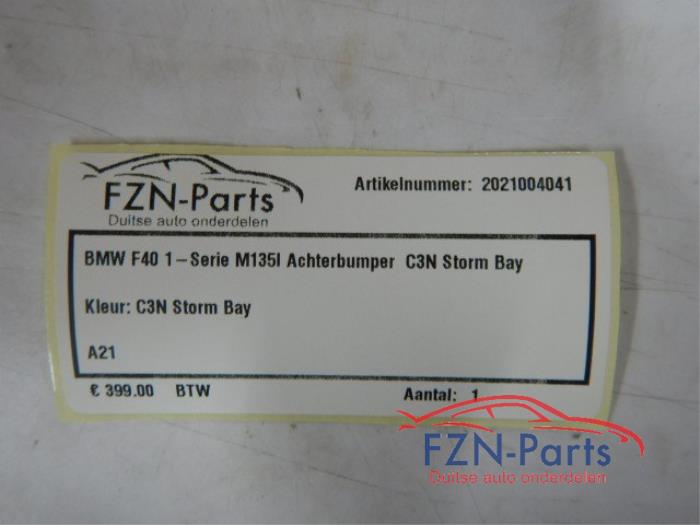 FZN-Parts
Duitse auto onderdelen
Artikelnummer: 2021004041
BMW F40 1-Serie M135I Achterbumper C3N Storm Bay
Kleur: C3N Storm Bay
A21
€ 399.00 BTW
Aantal: 1
FZN-Parts
Duitse auto onderdelen